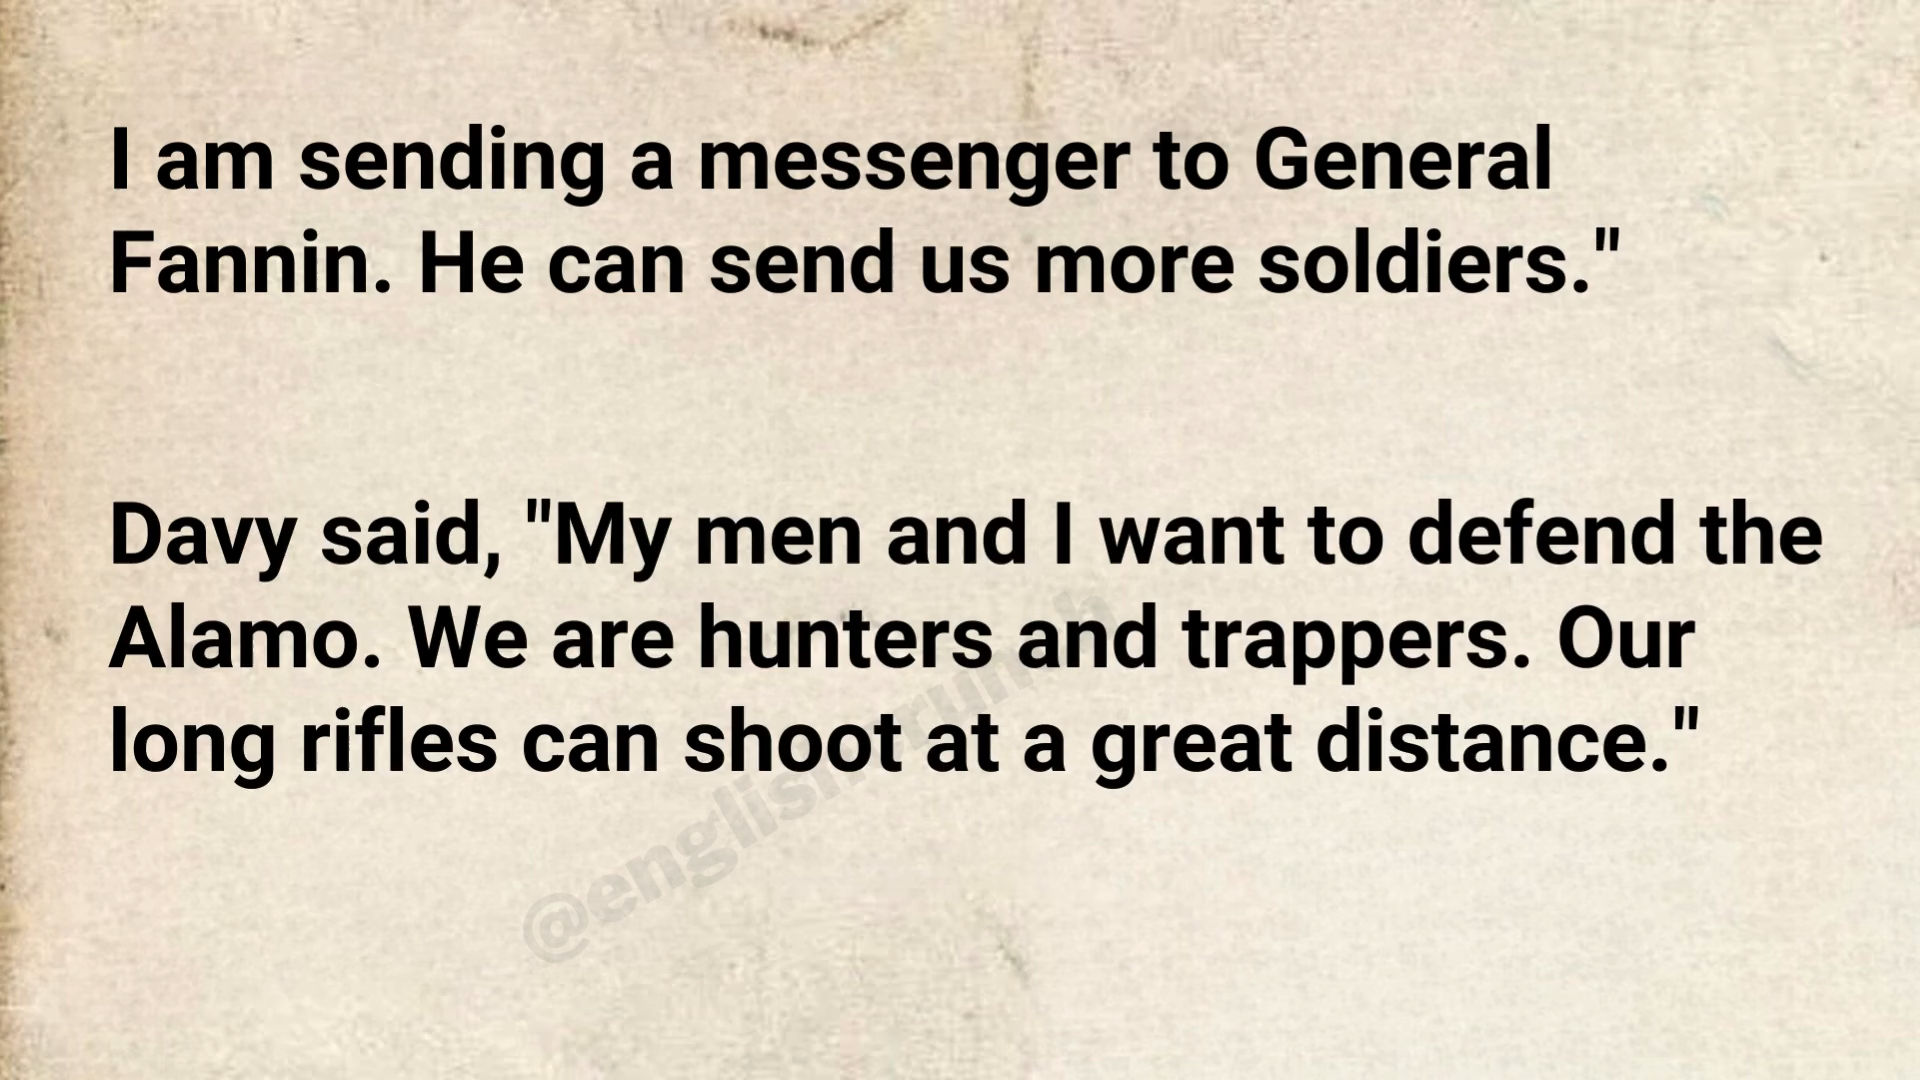 I am sending a messenger to General
Fannin. He can send us more soldiers."
Davy said, "My men and I want to defend the
Alamo. We are hunters and trappers. Our
long rifles can shoot at a great distance."